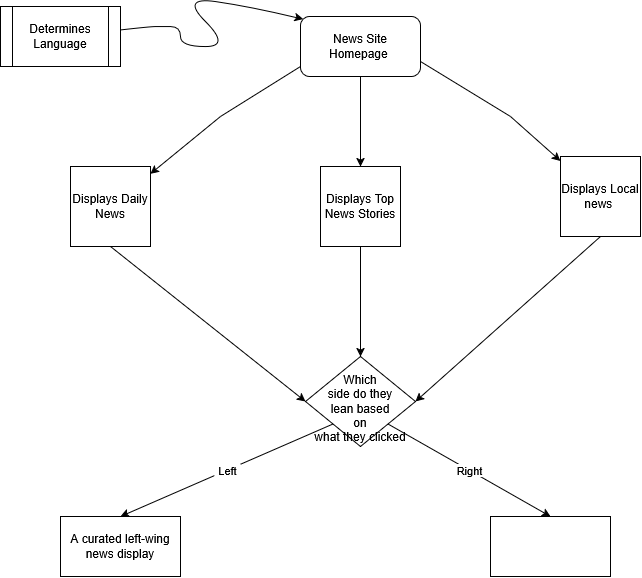 Determines
Language
News Site
Homepage
Displays Daily
News
Displays Top
News Stories
Displays Local
news
Which
side do they
lean based
on
what they clicked
Left
Right
A curated left-wing
news display